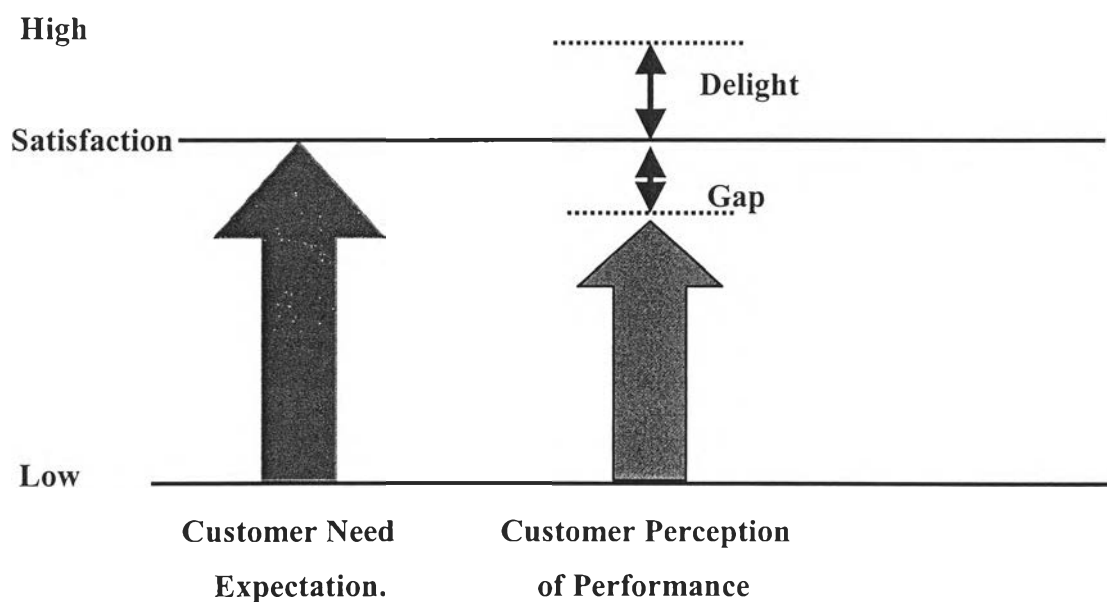 High
Delight
Satisfaction
Gap
Low
Customer Need
Expectation.
Customer Perception
of Performance